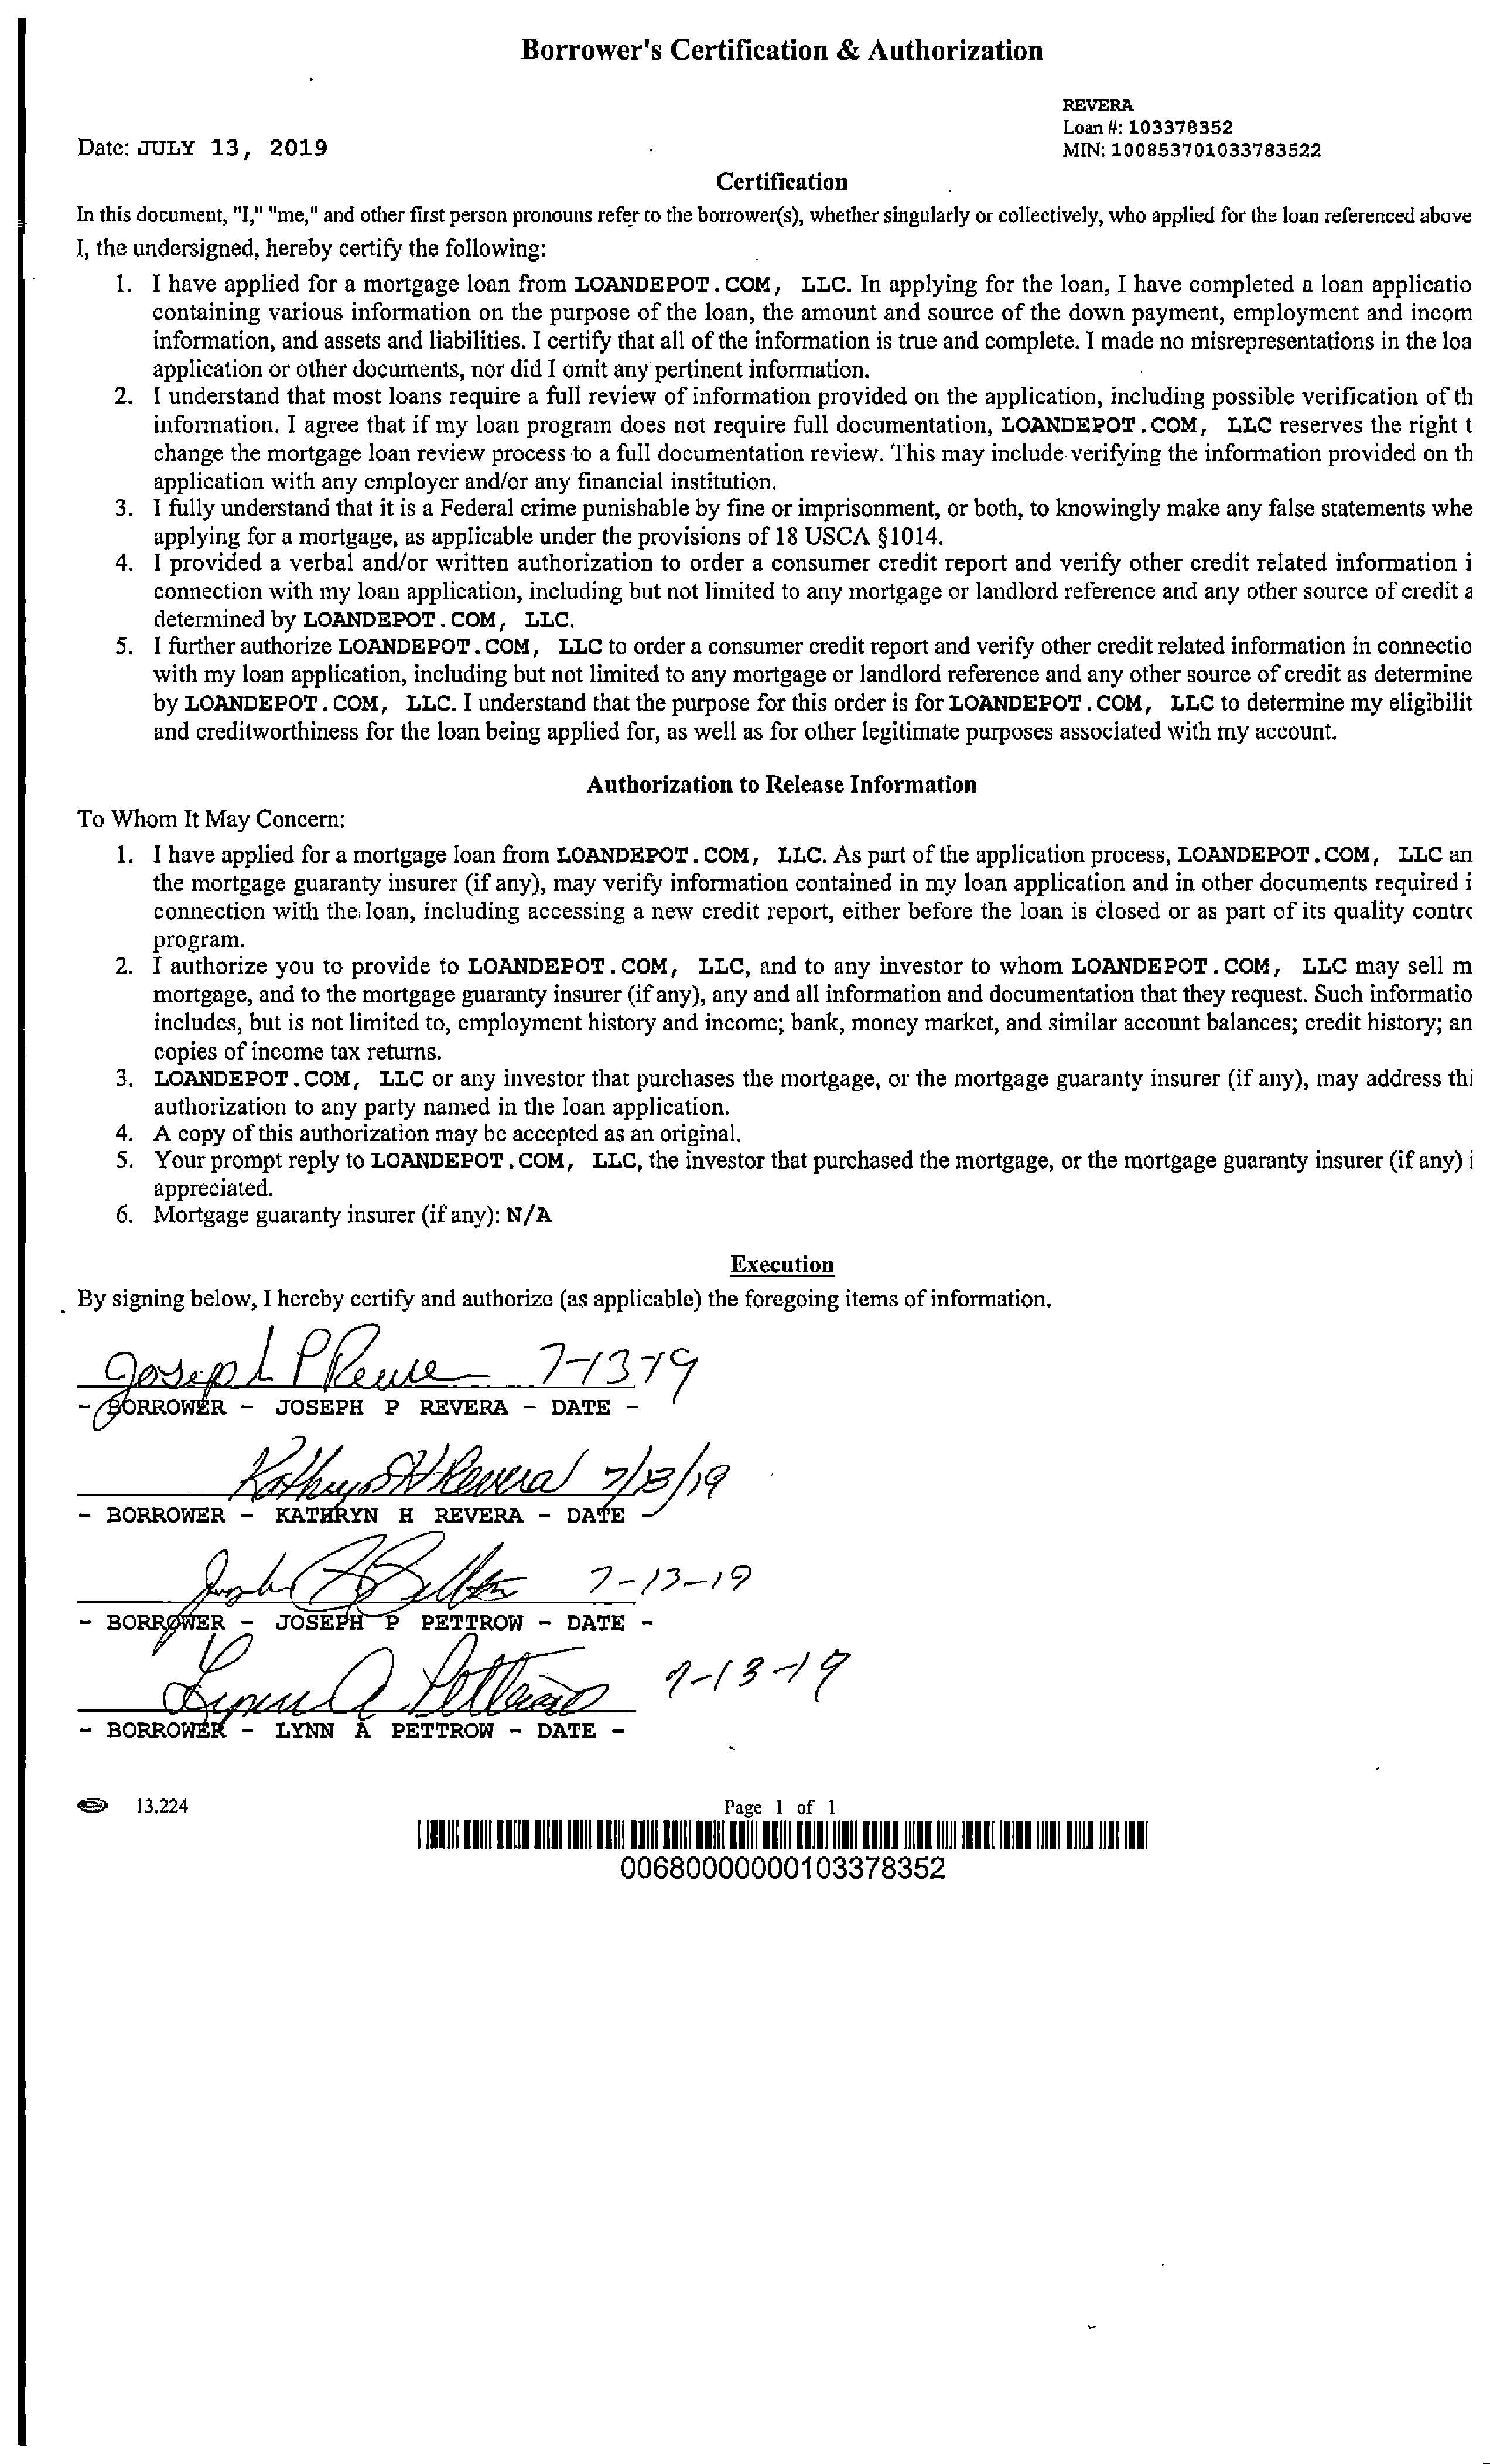 Borrower's Certification & Authorization
REVERA
Loan #: 103378352
Date: JULY 13, 2019
MIN: 100853701033783522
Certification
In this document, "I," "me," and other first person pronouns refer to the borrower(s), whether singularly or collectively, who applied for the loan referenced above
I, the undersigned, hereby certify the following:
1. I have applied for a mortgage loan from LOANDEPOT.COM, LLC. In applying for the loan, I have completed a loan applicatio
containing various information on the purpose of the loan, the amount and source of the down payment, employment and incom
information, and assets and liabilities. I certify that all of the information is true and complete. I made no misrepresentations in the loa
application or other documents, nor did I omit any pertinent information.
2. I understand that most loans require a full review of information provided on the application, including possible verification of th
information. I agree that if my loan program does not require full documentation, LOANDEPOT.COM, LLC reserves the right t
change the mortgage loan review process to a full documentation review. This may include verifying the information provided on th
application with any employer and/or any financial institution.
3. I fully understand that it is a Federal crime punishable by fine or imprisonment, or both, to knowingly make any false statements whe
applying for a mortgage, as applicable under the provisions of 18 USCA §1014.
4. I provided a verbal and/or written authorization to order a consumer credit report and verify other credit related information i
connection with my loan application, including but not limited to any mortgage or landlord reference and any other source of credit a
determined by LOANDEPOT.COM, LLC.
5. I further authorize LOANDEPOT.COM, LLC to order a consumer credit report and verify other credit related information in connectio
with my loan application, including but not limited to any mortgage or landlord reference and any other source of credit as determine
by LOANDEPOT.COM, LLC. I understand that the purpose for this order is for LOANDEPOT.COM, LLC to determine my eligibilit
and creditworthiness for the loan being applied for, as well as for other legitimate purposes associated with my account.
Authorization to Release Information
To Whom It May Concern:
1. I have applied for a mortgage loan from LOANDEPOT.COM, LLC. As part of the application process, LOANDEPOT.COM, LLC an
the mortgage guaranty insurer (if any), may verify information contained in my loan application and in other documents required i
connection with the loan, including accessing a new credit report, either before the loan is closed or as part of its quality contr
program.
2. I authorize you to provide to LOANDEPOT.COM, LLC, and to any investor to whom LOANDEPOT.COM, LLC may sell m
mortgage, and to the mortgage guaranty insurer (if any), any and all information and documentation that they request. Such informatio
includes, but is not limited to, employment history and income; bank, money market, and similar account balances; credit history; an
copies of income tax returns.
3. LOANDEPOT.COM, LLC or any investor that purchases the mortgage, or the mortgage guaranty insurer (if any), may address thi
authorization to any party named in the loan application.
4. A copy of this authorization may be accepted as an original.
5. Your prompt reply to LOANDEPOT.COM, LLC, the investor that purchased the mortgage, or the mortgage guaranty insurer (if any) i
appreciated.
6. Mortgage guaranty insurer (if any): N/A
Execution
By signing below, I hereby certify and authorize (as applicable) the foregoing items of information.
Joseph P Revera 7-13-19
- BORROWER - JOSEPH P REVERA - DATE -
Kathryn H Revera 7/13/19
- BORROWER - KATHRYN H REVERA - DATE -
7-13-19
- BORROWER - JOSEPH P PETTROW - DATE -
Lynn A Pettrow 7-13-19
- BORROWER - LYNN A PETTROW - DATE -
13.224
Page 1 of 1
00680000000103378352